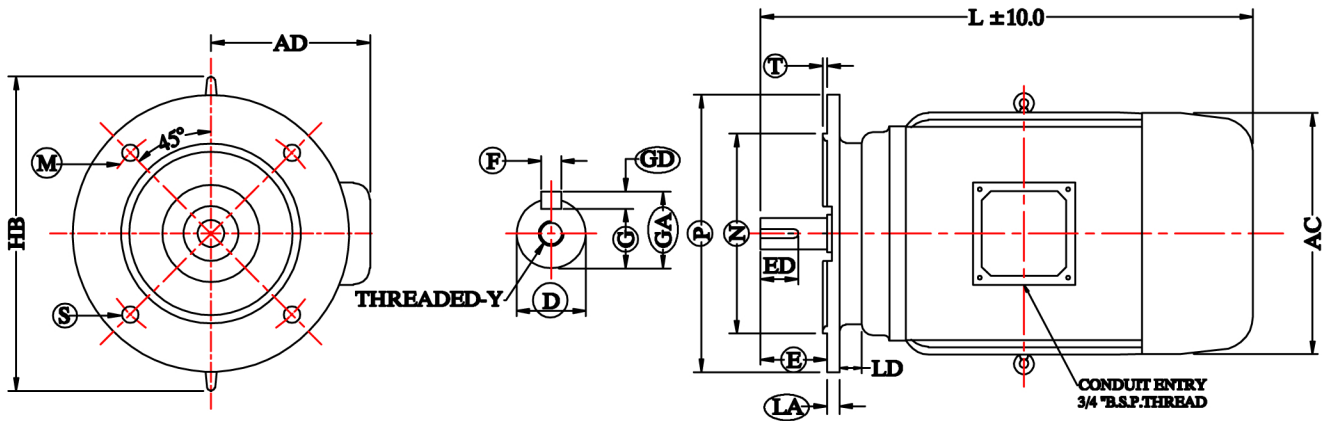 AD
L ±10.0
HB
45°
M
S
F
GD
G
GA
THREADED-Y
D
T
P
N
ED
E
LD
LA
AC
CONDUIT ENTRY
3/4 "B.S.P.THREAD